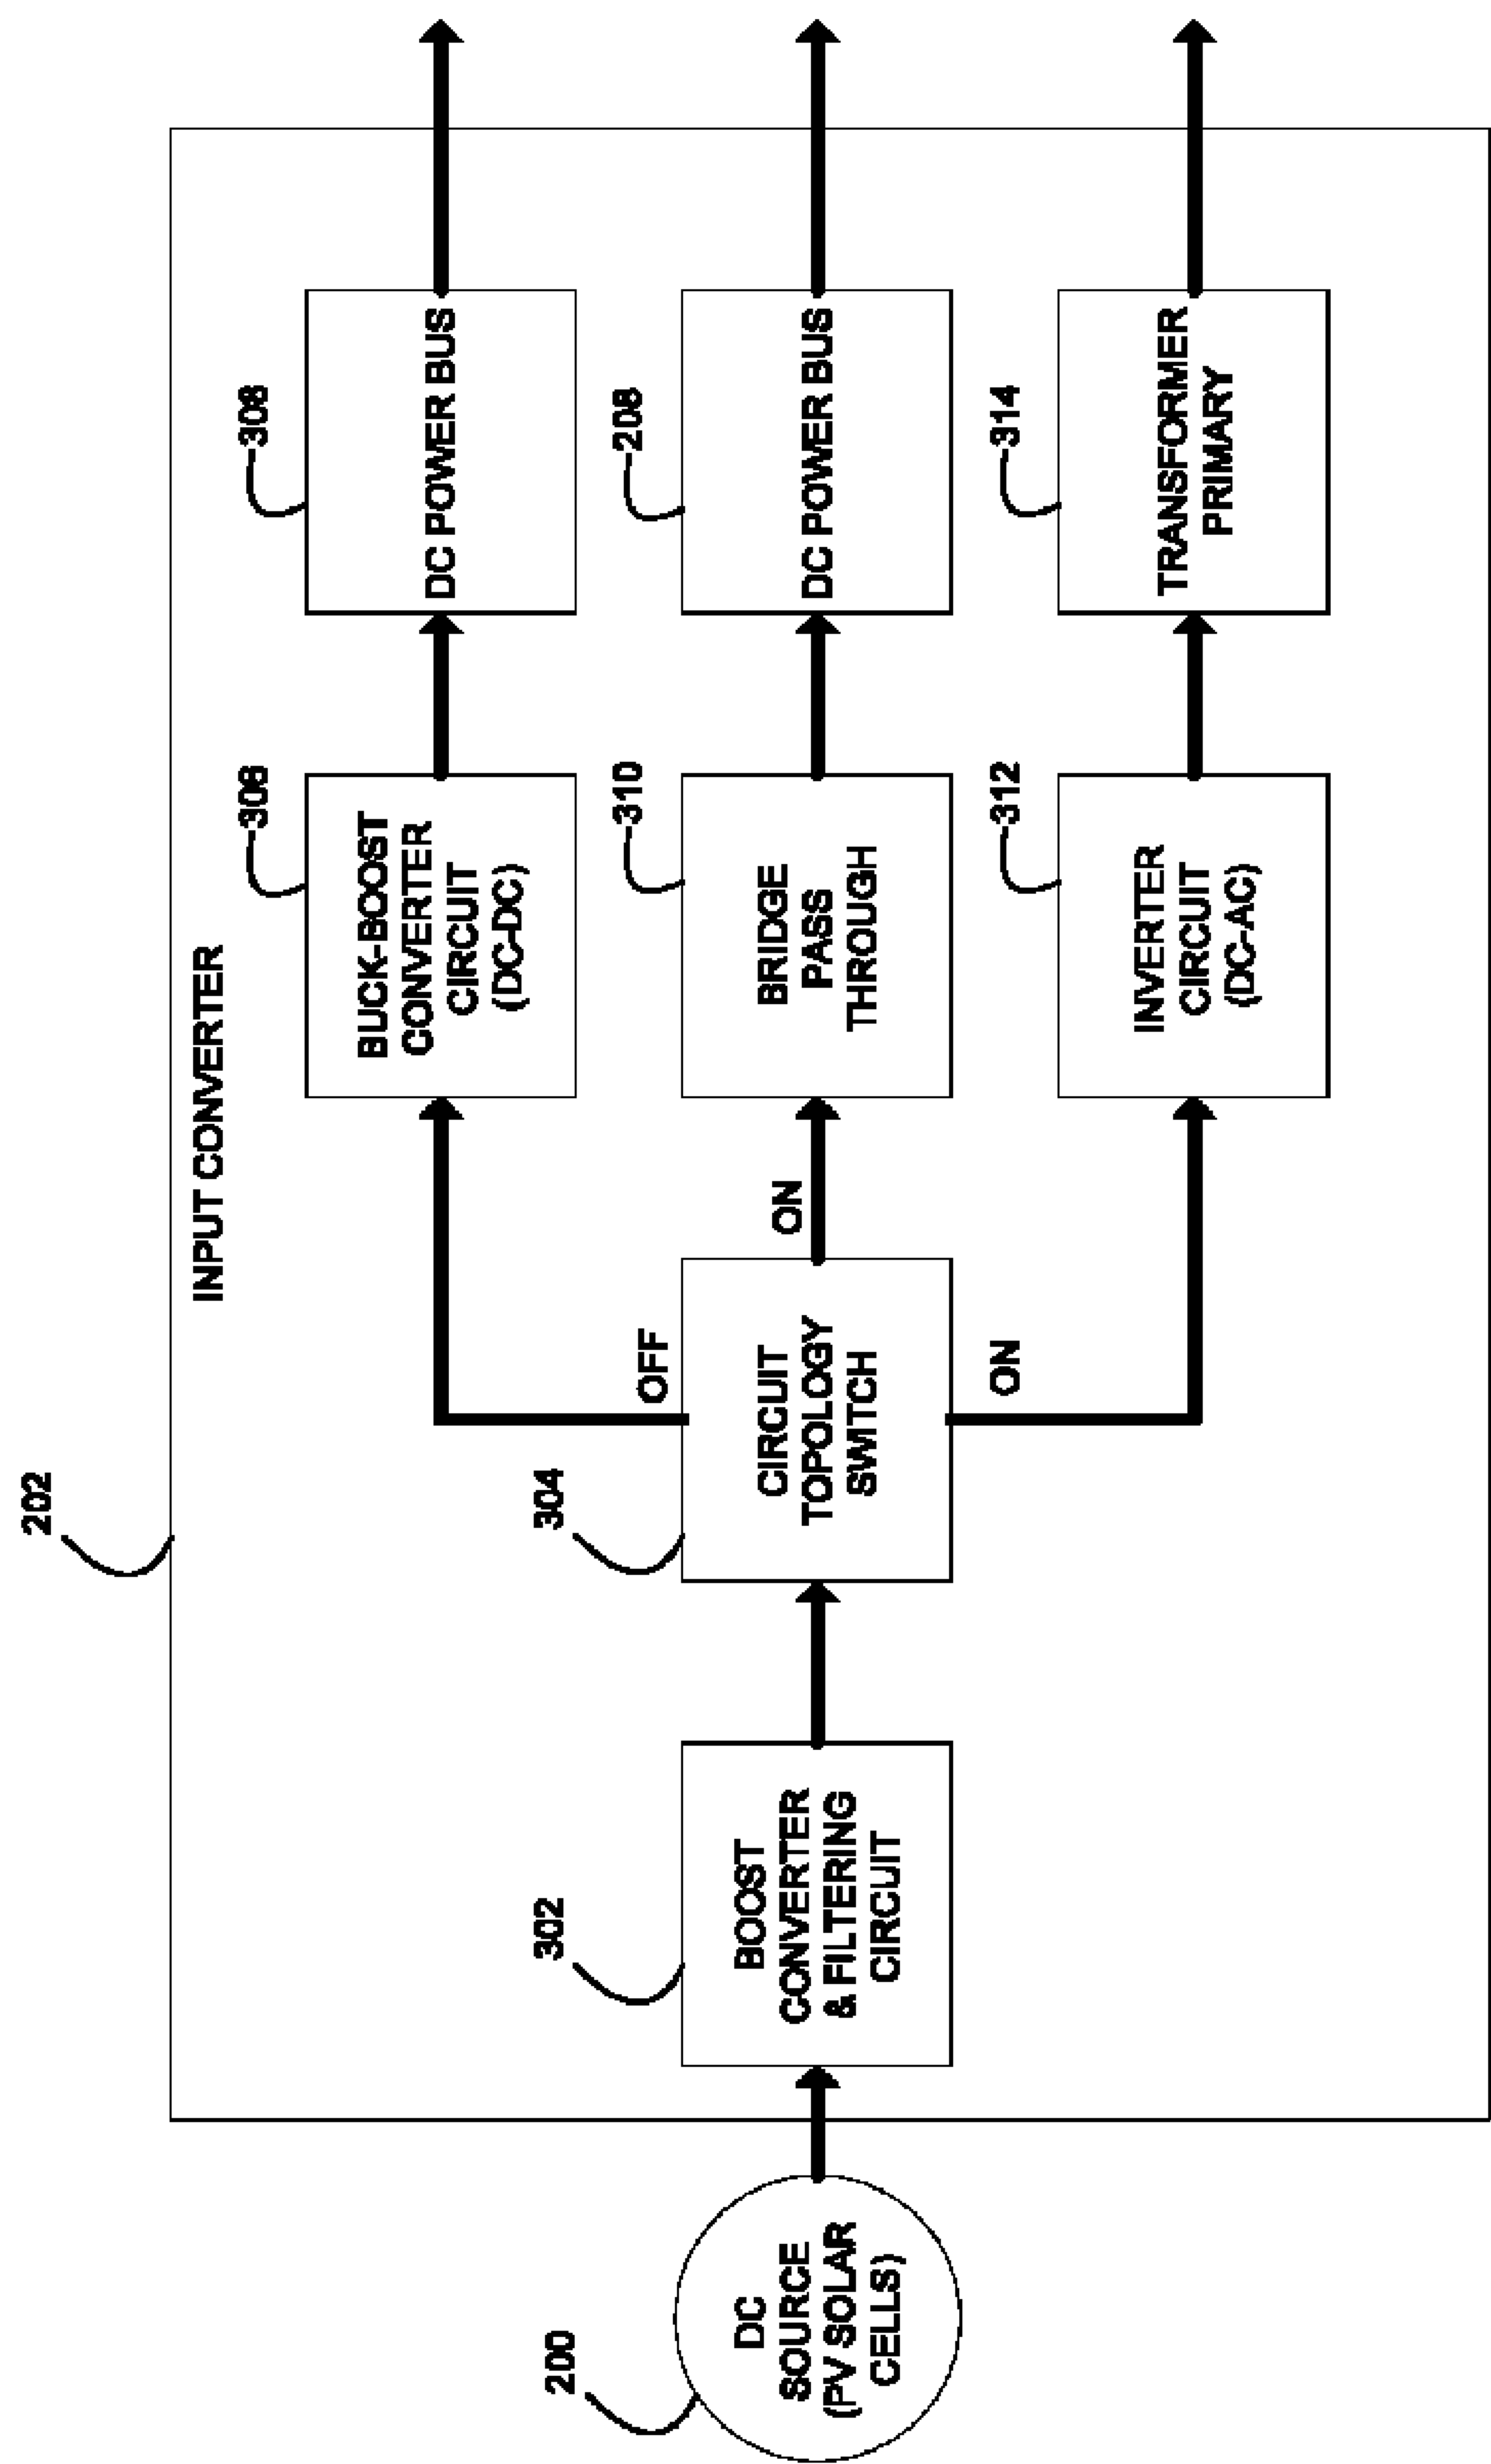 202
INPUT CONVERTER
200
DC
SOURCE
(PV SOLAR
CELLS)
302
BOOST
CONVERTER
& FILTERING
CIRCUIT
304
CIRCUIT
TOPOLOGY
SWITCH
OFF
ON
ON
306
BUCK-BOOST
CONVERTER
CIRCUIT
(DC-DC)
308
DC POWER BUS
310
BRIDGE
PASS
THROUGH
208
DC POWER BUS
312
INVERTER
CIRCUIT
(DC-AC)
314
TRANSFORMER
PRIMARY